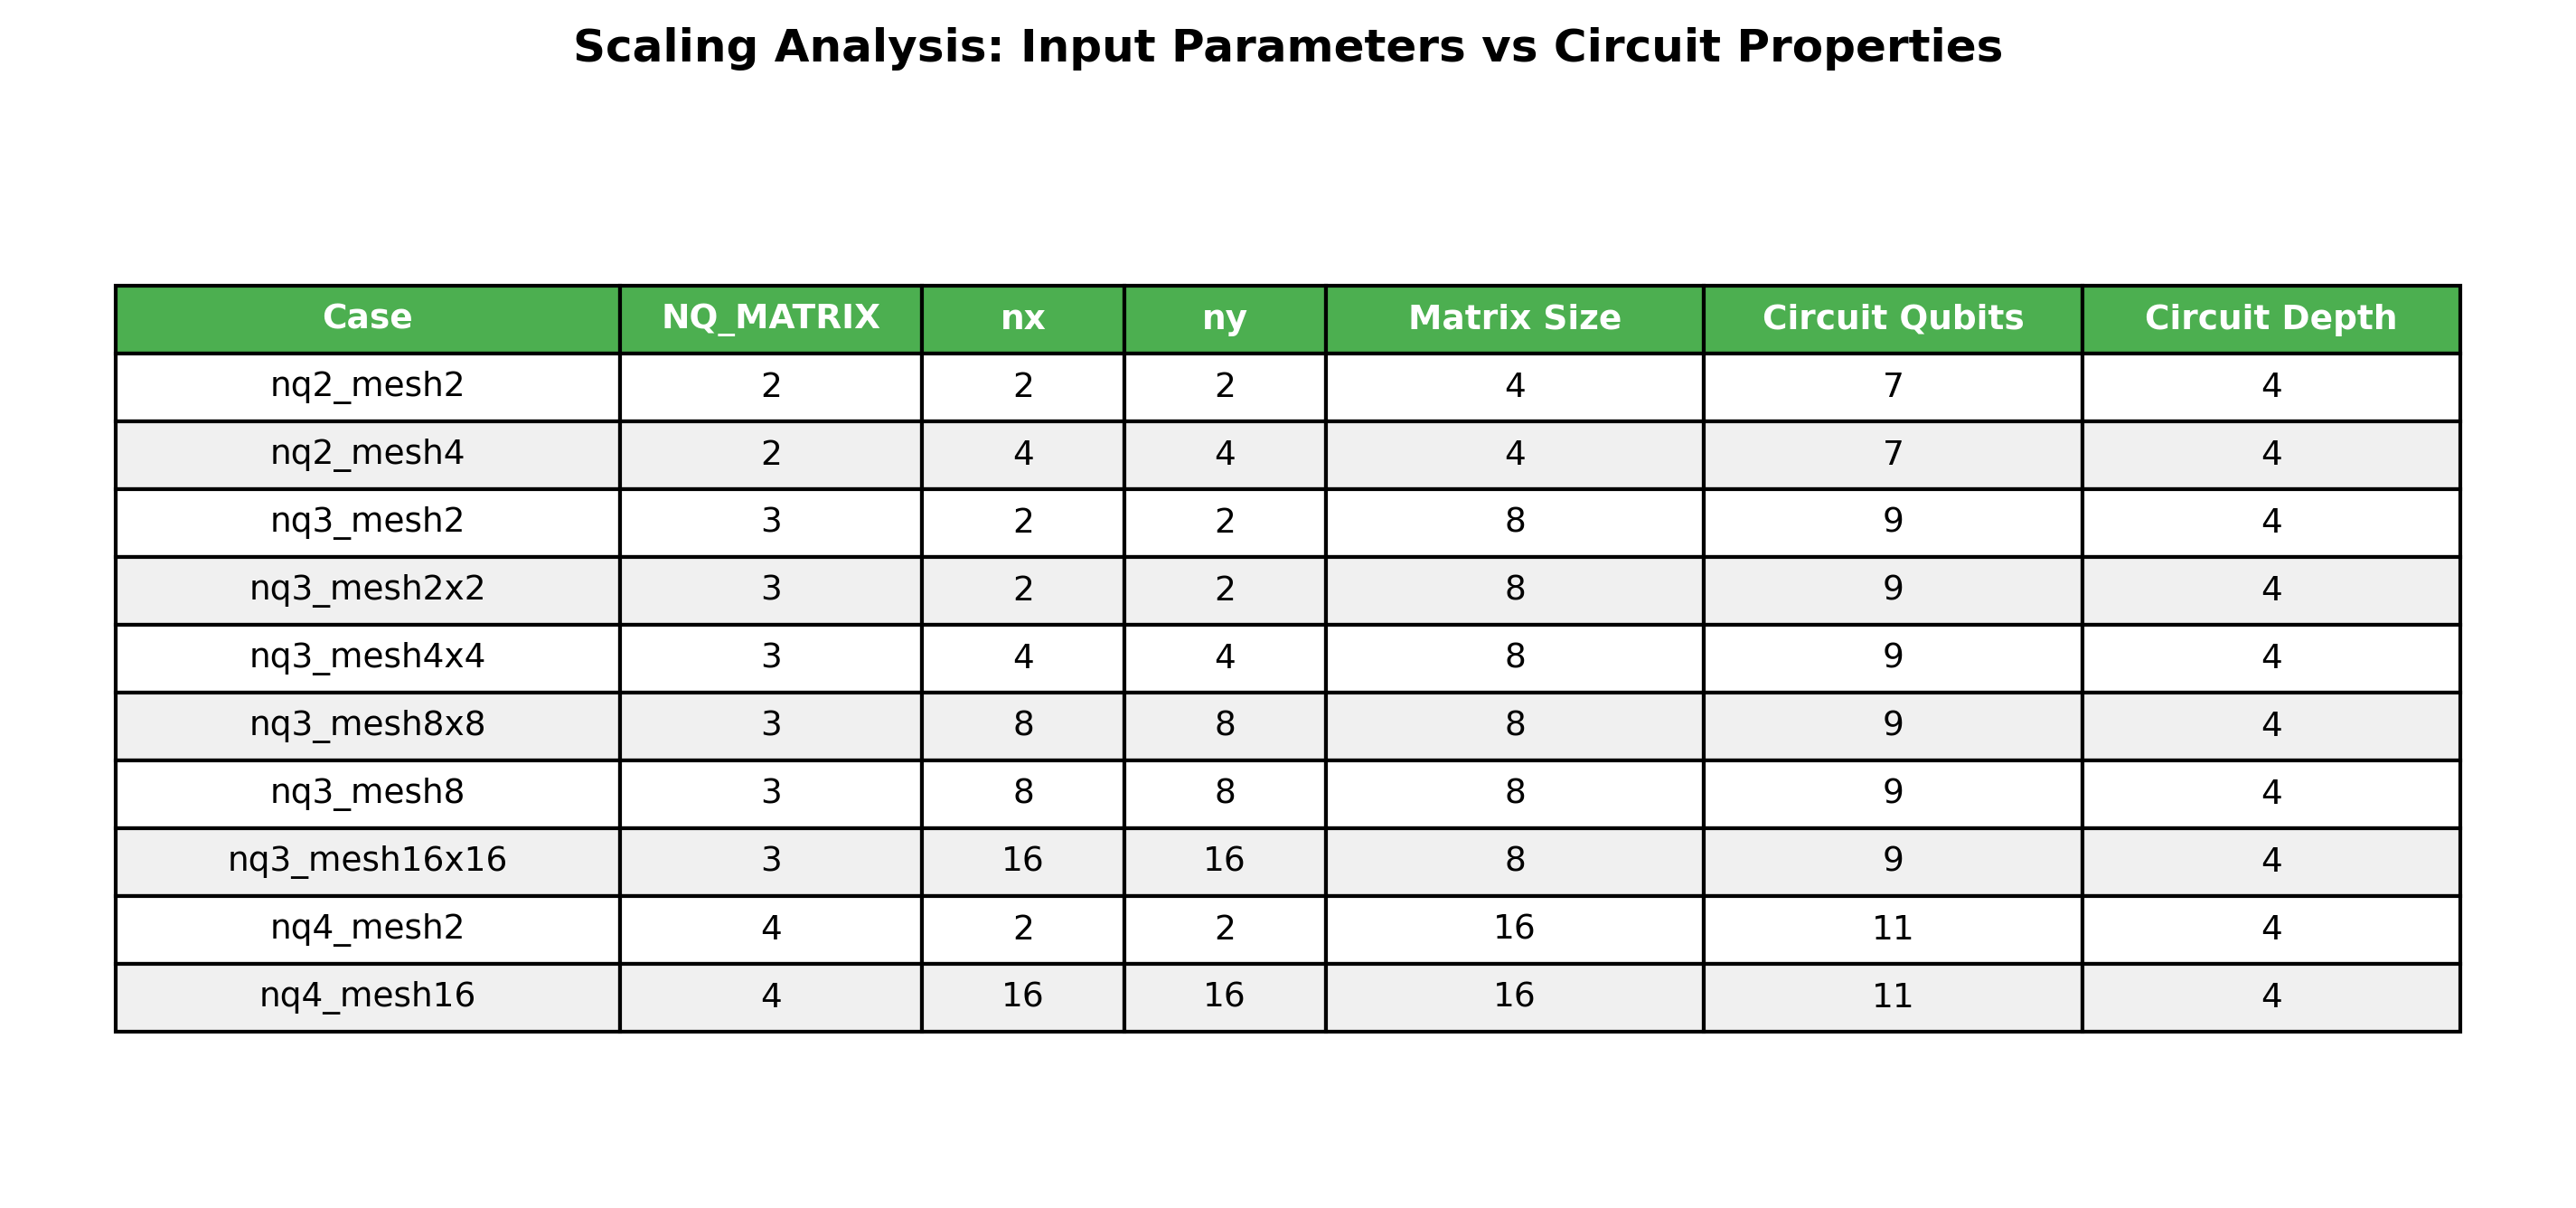 Scaling Analysis: Input Parameters vs Circuit Properties
Case NQ_MATRIX nx ny Matrix Size Circuit Qubits Circuit Depth
nq2_mesh2 2 2 2 4 7 4
nq2_mesh4 2 4 4 4 7 4
nq3_mesh2 3 2 2 8 9 4
nq3_mesh2x2 3 2 2 8 9 4
nq3_mesh4x4 3 4 4 8 9 4
nq3_mesh8x8 3 8 8 8 9 4
nq3_mesh8 3 8 8 8 9 4
nq3_mesh16x16 3 16 16 8 9 4
nq4_mesh2 4 2 2 16 11 4
nq4_mesh16 4 16 16 16 11 4